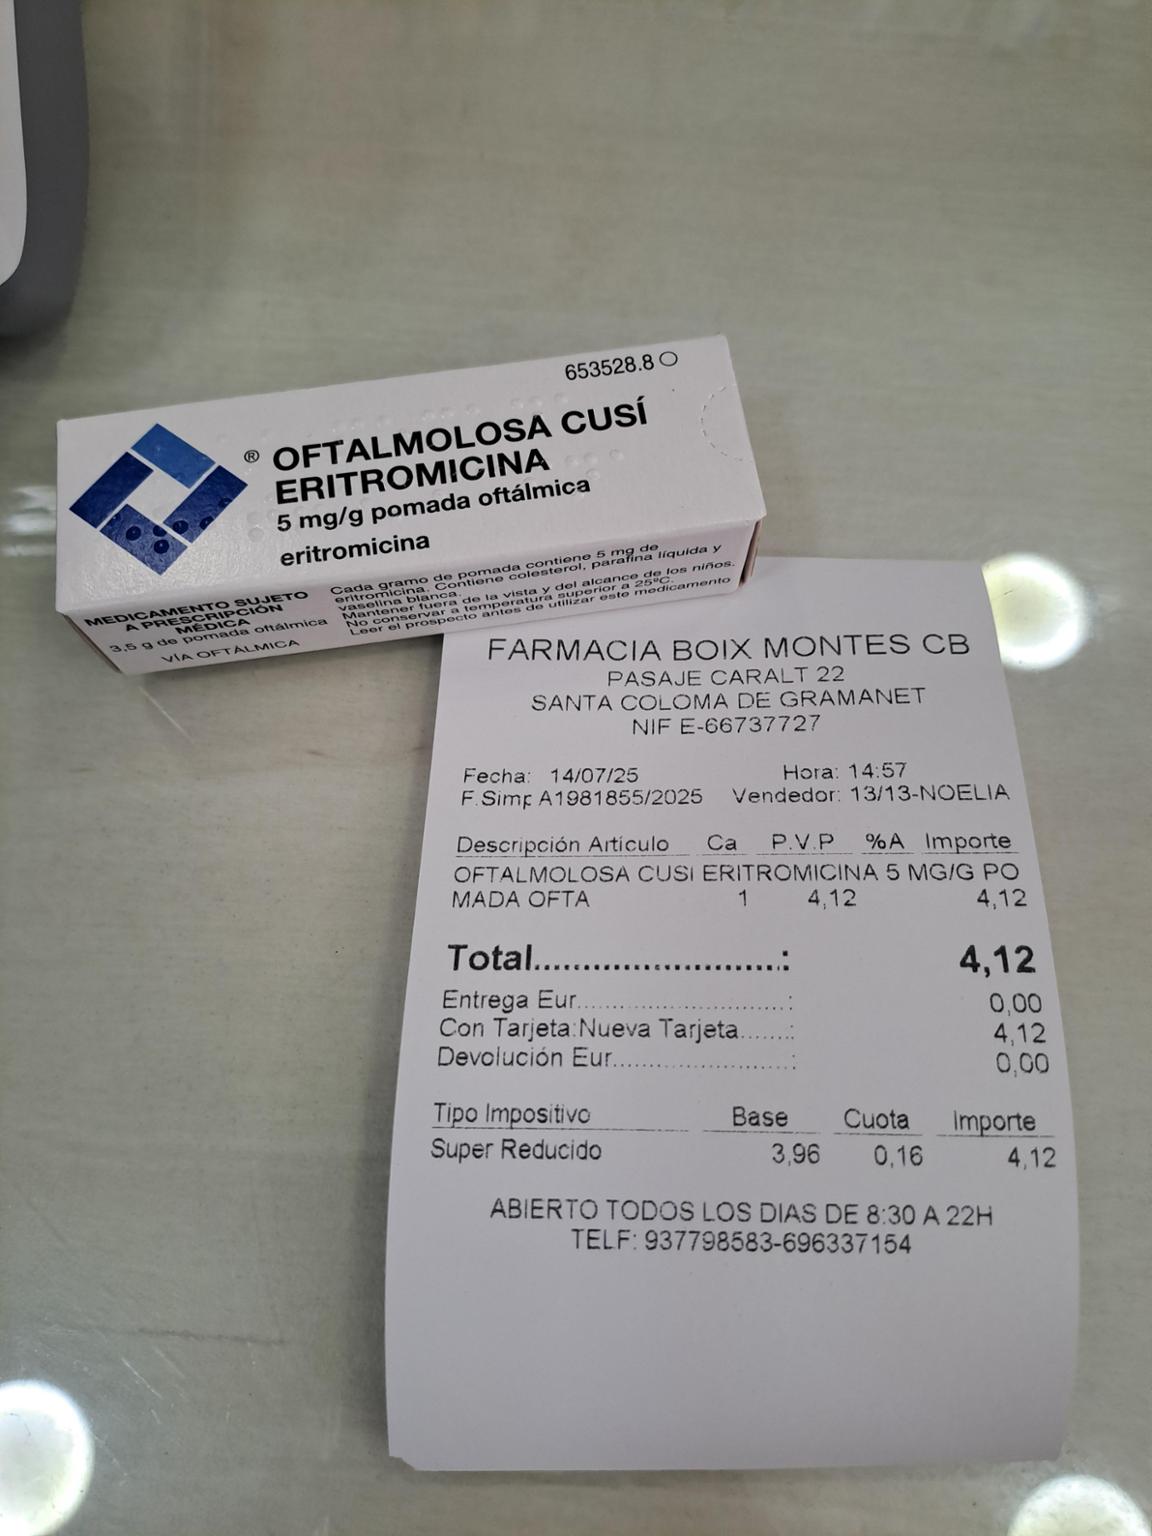 653528.8
® OFTALMOLOSA CUSÍ
ERITROMICINA
5 mg/g pomada oftálmica
eritromicina
MEDICAMENTO SUJETO
A PRESCRIPCIÓN
MÉDICA
3,5 g de pomada oftálmica
VÍA OFTÁLMICA
Cada gramo de pomada contiene 5 mg de
eritromicina. Contiene colesterol, parafina líquida y
vaselina blanca.
Mantener fuera de la vista y del alcance de los niños.
No conservar a temperatura superior a 25ºC.
Leer el prospecto antes de utilizar este medicamento
FARMACIA BOIX MONTES CB
PASAJE CARALT 22
SANTA COLOMA DE GRAMANET
NIF E-66737727
Fecha: 14/07/25 Hora: 14:57
F.Simp A1981855/2025 Vendedor: 13/13-NOELIA
Descripción Artículo Ca P.V.P %A Importe
OFTALMOLOSA CUSI ERITROMICINA 5 MG/G PO
MADA OFTA 1 4,12 4,12
Total..............................: 4,12
Entrega Eur..........................: 0,00
Con Tarjeta:Nueva Tarjeta.......: 4,12
Devolución Eur......................: 0,00
Tipo Impositivo Base Cuota Importe
Super Reducido 3,96 0,16 4,12
ABIERTO TODOS LOS DIAS DE 8:30 A 22H
TELF: 937798583-696337154